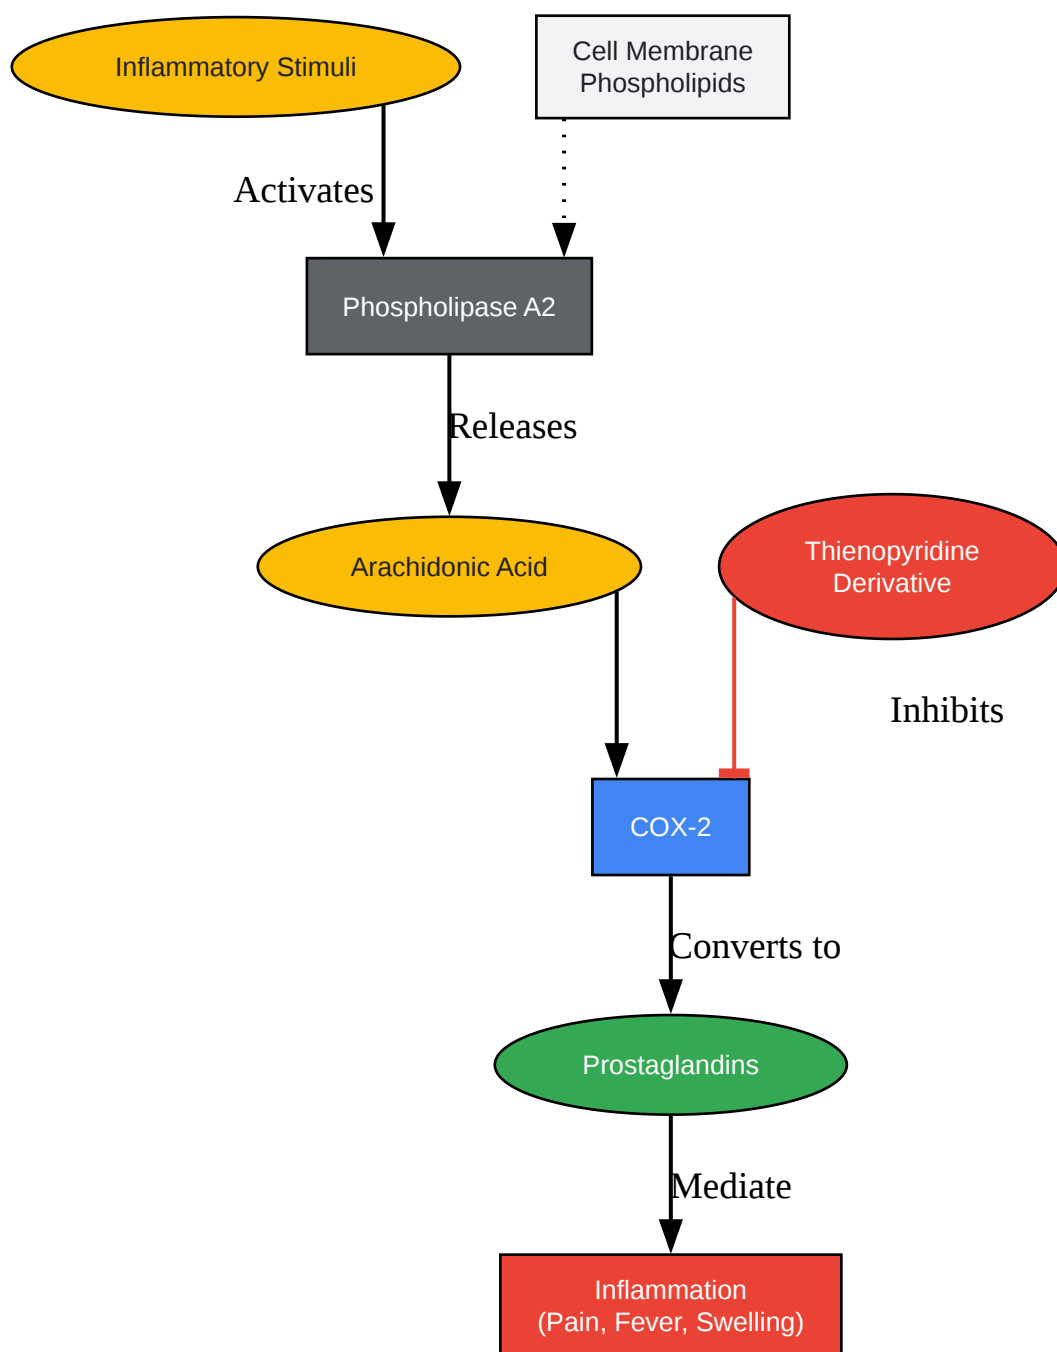 Inflammatory Stimuli
Cell Membrane
Phospholipids
Activates
Phospholipase A2
Releases
Arachidonic Acid
Thienopyridine
Derivative
Inhibits
COX-2
Converts to
Prostaglandins
Mediate
Inflammation
(Pain, Fever, Swelling)